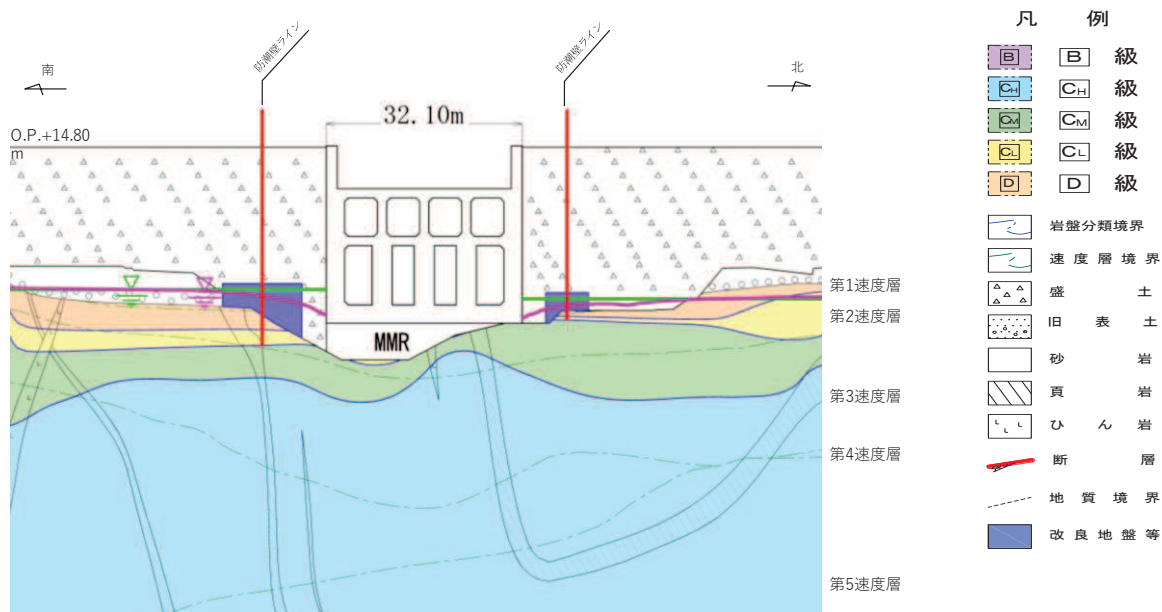 南
防潮壁ライン
防潮壁ライン
北
32.10m
O.P.+14.80
m
MMR
第1速度層
第2速度層
第3速度層
第4速度層
第5速度層
凡 例
B B 級
CH CH 級
CM CM 級
CL CL 級
D D 級
岩盤分類境界
速度層境界
盛土
旧表土
砂岩
頁岩
ひん岩
断層
地質境界
改良地盤等